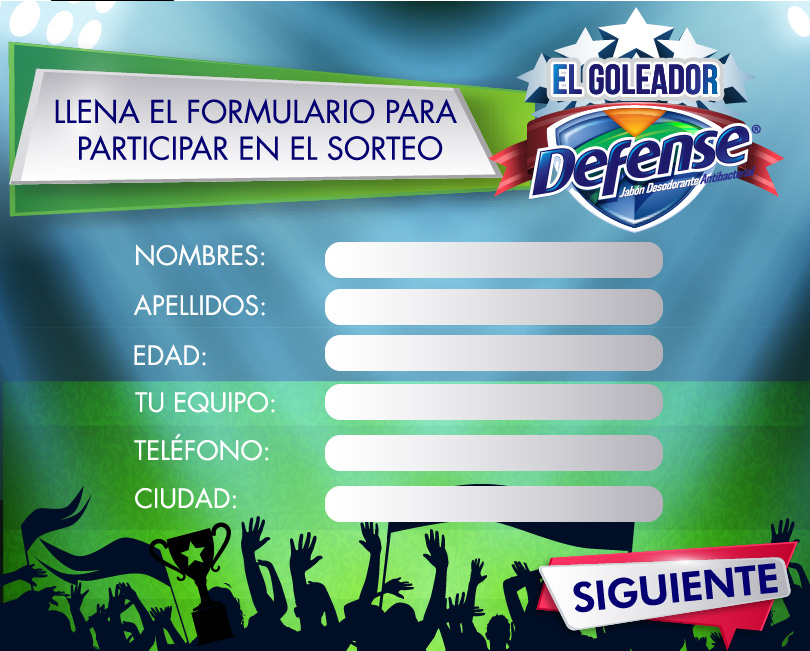 EL GOLEADOR
LLENA EL FORMULARIO PARA
PARTICIPAR EN EL SORTEO
Defense®
Jabón Desodorante Antibacterial
NOMBRES:
APELLIDOS:
EDAD:
TU EQUIPO:
TELÉFONO:
CIUDAD:
SIGUIENTE